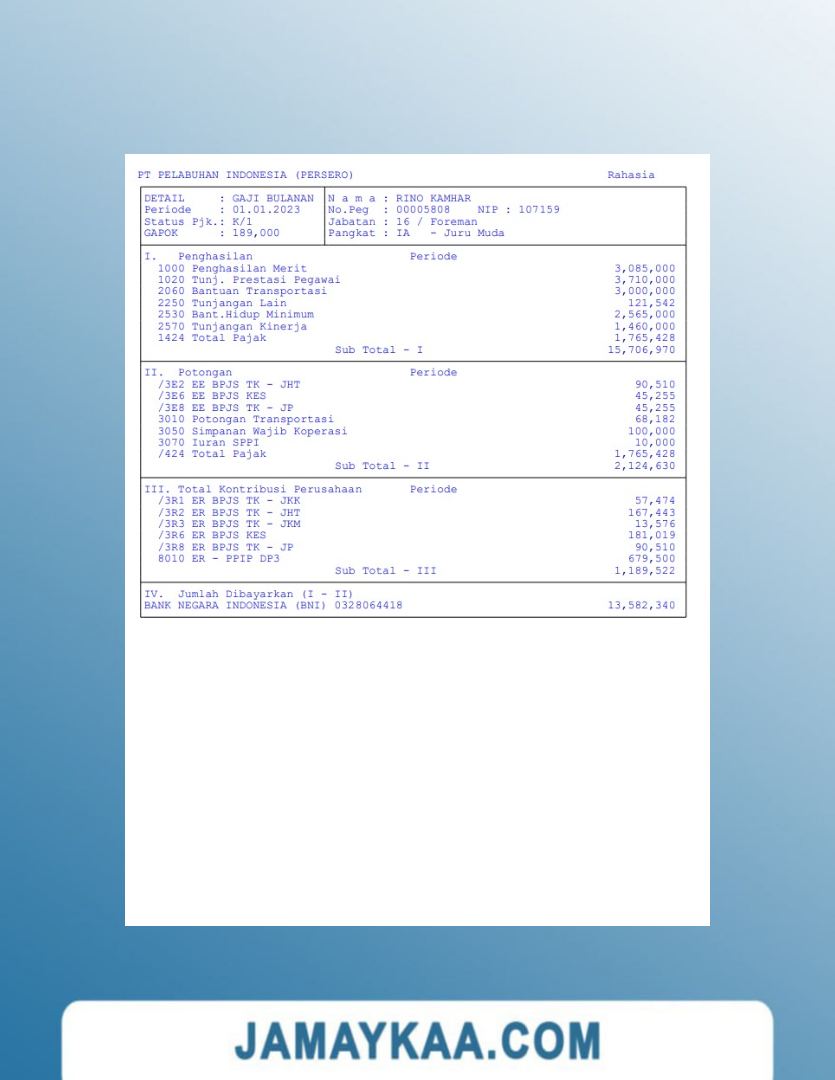 PT PELABUHAN INDONESIA (PERSERO) Rahasia
DETAIL : GAJI BULANAN N a m a : RINO KAMHAR
Periode : 01.01.2023 No.Peg : 00005808 NIP : 107159
Status Pjk.: K/1 Jabatan : 16 / Foreman
GAPOK : 189,000 Pangkat : IA - Juru Muda
I. Penghasilan Periode
1000 Penghasilan Merit 3,085,000
1020 Tunj. Prestasi Pegawai 3,710,000
2060 Bantuan Transportasi 3,000,000
2250 Tunjangan Lain 121,542
2530 Bant.Hidup Minimum 2,565,000
2570 Tunjangan Kinerja 1,460,000
1424 Total Pajak 1,765,428
Sub Total - I 15,706,970
II. Potongan Periode
/3E2 EE BPJS TK - JHT 90,510
/3E6 EE BPJS KES 45,255
/3E8 EE BPJS TK - JP 45,255
3010 Potongan Transportasi 68,182
3050 Simpanan Wajib Koperasi 100,000
3070 Iuran SPPI 10,000
/424 Total Pajak 1,765,428
Sub Total - II 2,124,630
III. Total Kontribusi Perusahaan Periode
/3R1 ER BPJS TK - JKK 57,474
/3R2 ER BPJS TK - JHT 167,443
/3R3 ER BPJS TK - JKM 13,576
/3R6 ER BPJS KES 181,019
/3R8 ER BPJS TK - JP 90,510
8010 ER - PPIP DP3 679,500
Sub Total - III 1,189,522
IV. Jumlah Dibayarkan (I - II)
BANK NEGARA INDONESIA (BNI) 0328064418 13,582,340
JAMAYKAA.COM